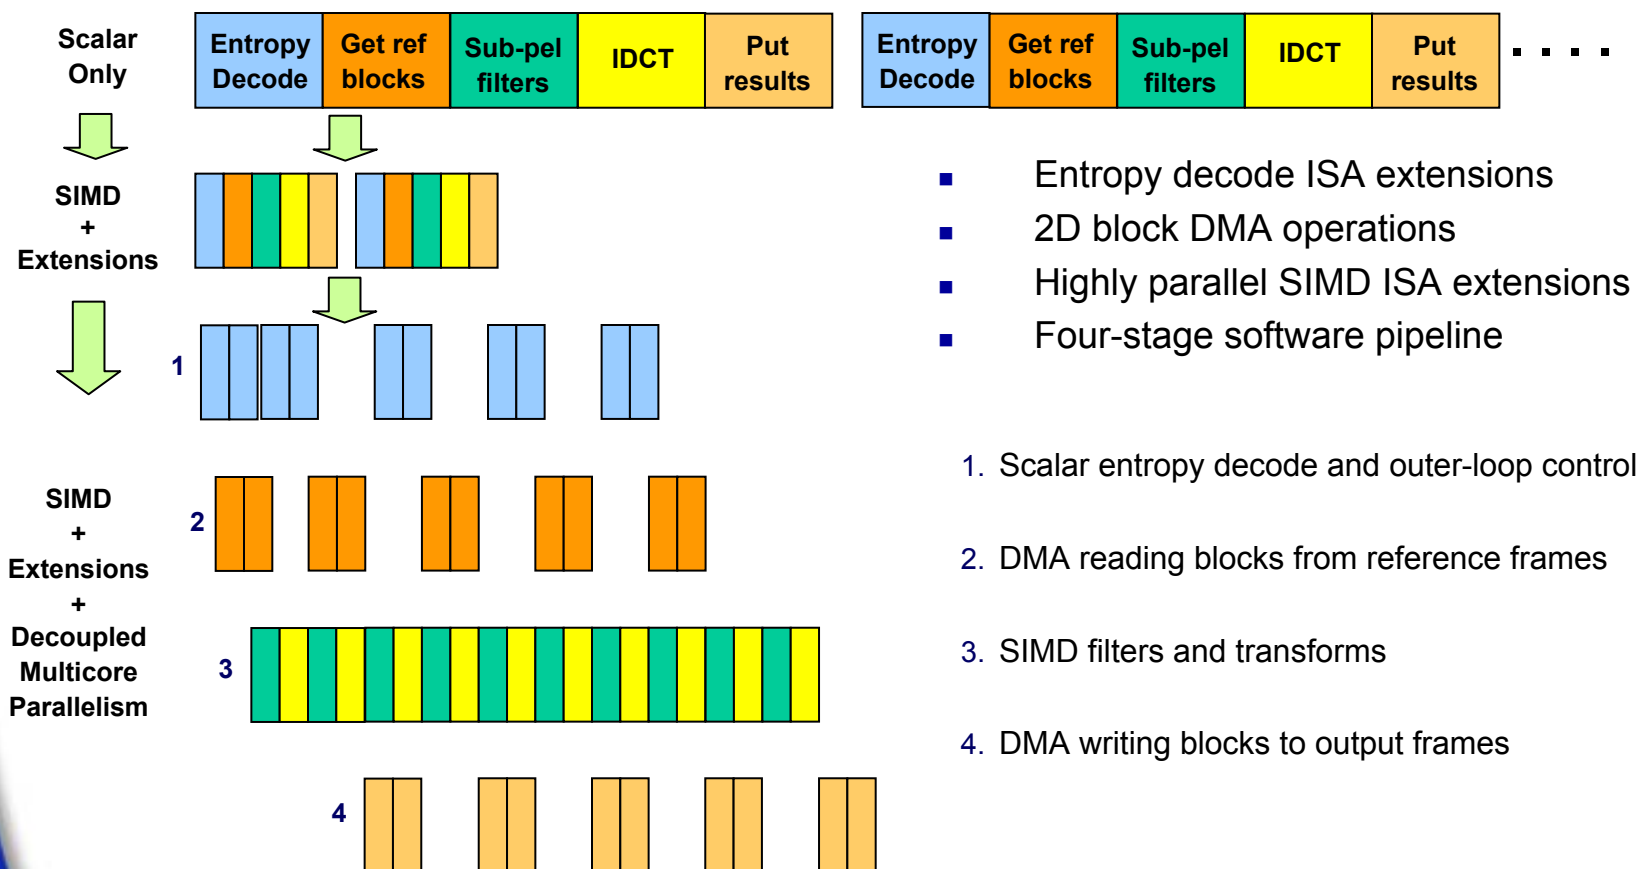 Scalar
Only
Entropy
Decode
Get ref
blocks
Sub-pel
filters
IDCT
Put
results
Entropy
Decode
Get ref
blocks
Sub-pel
filters
IDCT
Put
results
. . . .
SIMD
+
Extensions
▪ Entropy decode ISA extensions
▪ 2D block DMA operations
▪ Highly parallel SIMD ISA extensions
▪ Four-stage software pipeline
SIMD
+
Extensions
+
Decoupled
Multicore
Parallelism
1
2
3
4
1. Scalar entropy decode and outer-loop control
2. DMA reading blocks from reference frames
3. SIMD filters and transforms
4. DMA writing blocks to output frames